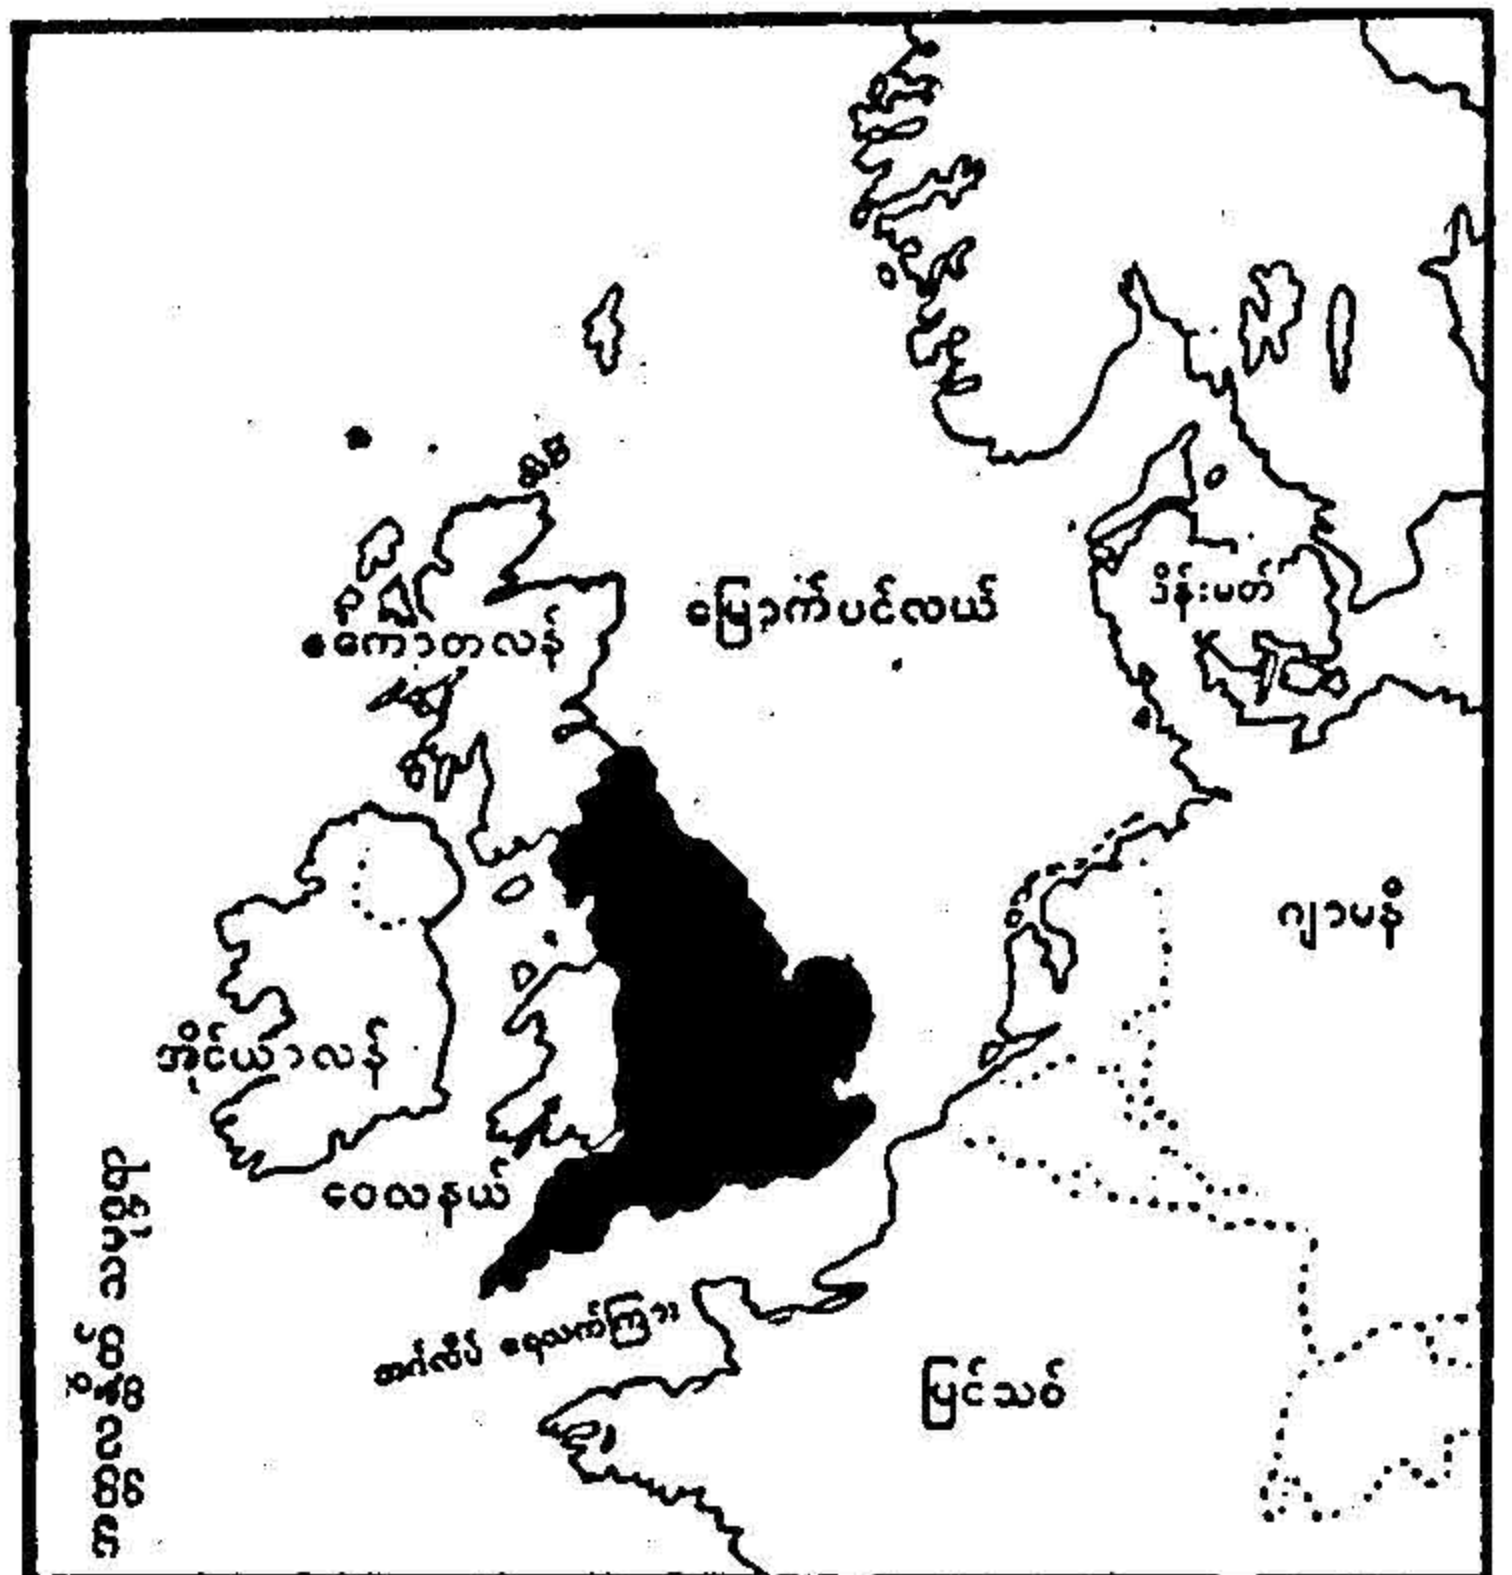 မြောက်ပင်လယ်
ဒိန်းမတ်
စကော့တလန်
ဂျာမနီ
အိုင်ယာလန်
ဝေလနယ်
အင်္ဂလိပ် ရေလက်ကြား
ပြင်သစ်
အတ္တလန္တိတ် သမုဒ္ဒရာ